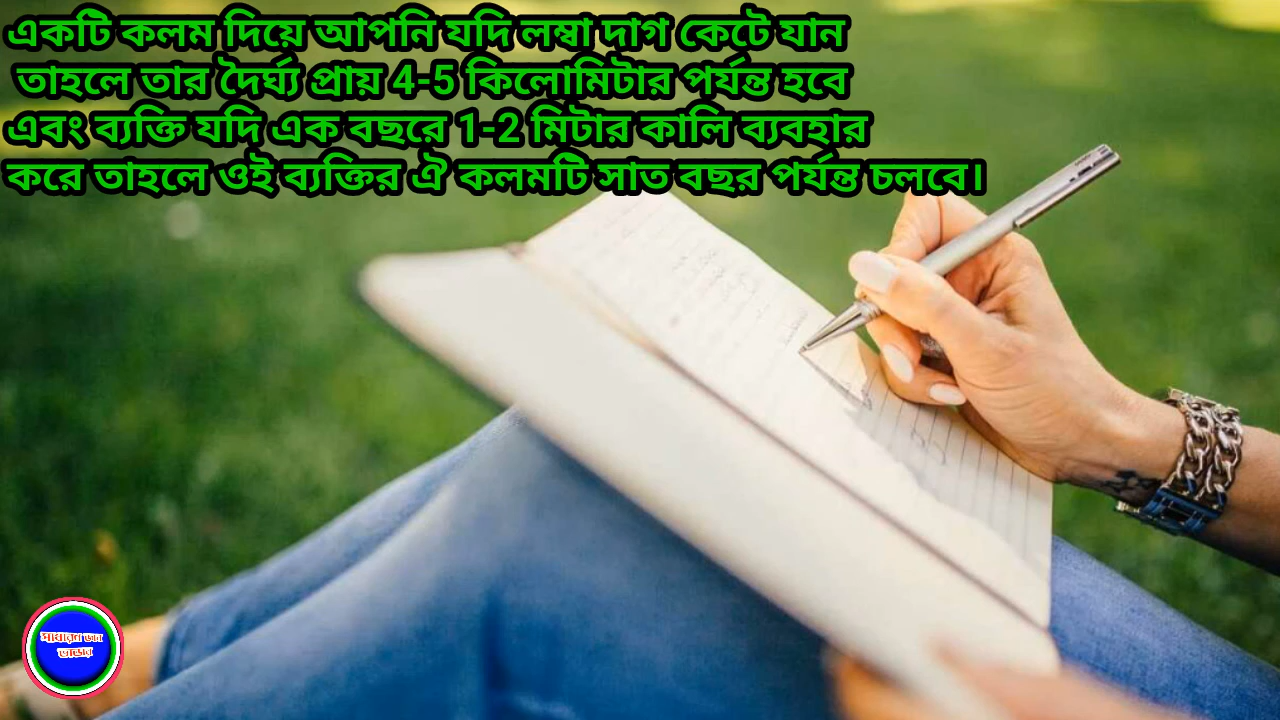 একটি কলম দিয়ে আপনি যদি লম্বা দাগ কেটে যান
তাহলে তার দৈর্ঘ্য প্রায় 4-5 কিলোমিটার পর্যন্ত হবে
এবং ব্যক্তি যদি এক বছরে 1-2 মিটার কালি ব্যবহার
করে তাহলে ওই ব্যক্তির ঐ কলমটি সাত বছর পর্যন্ত চলবে।